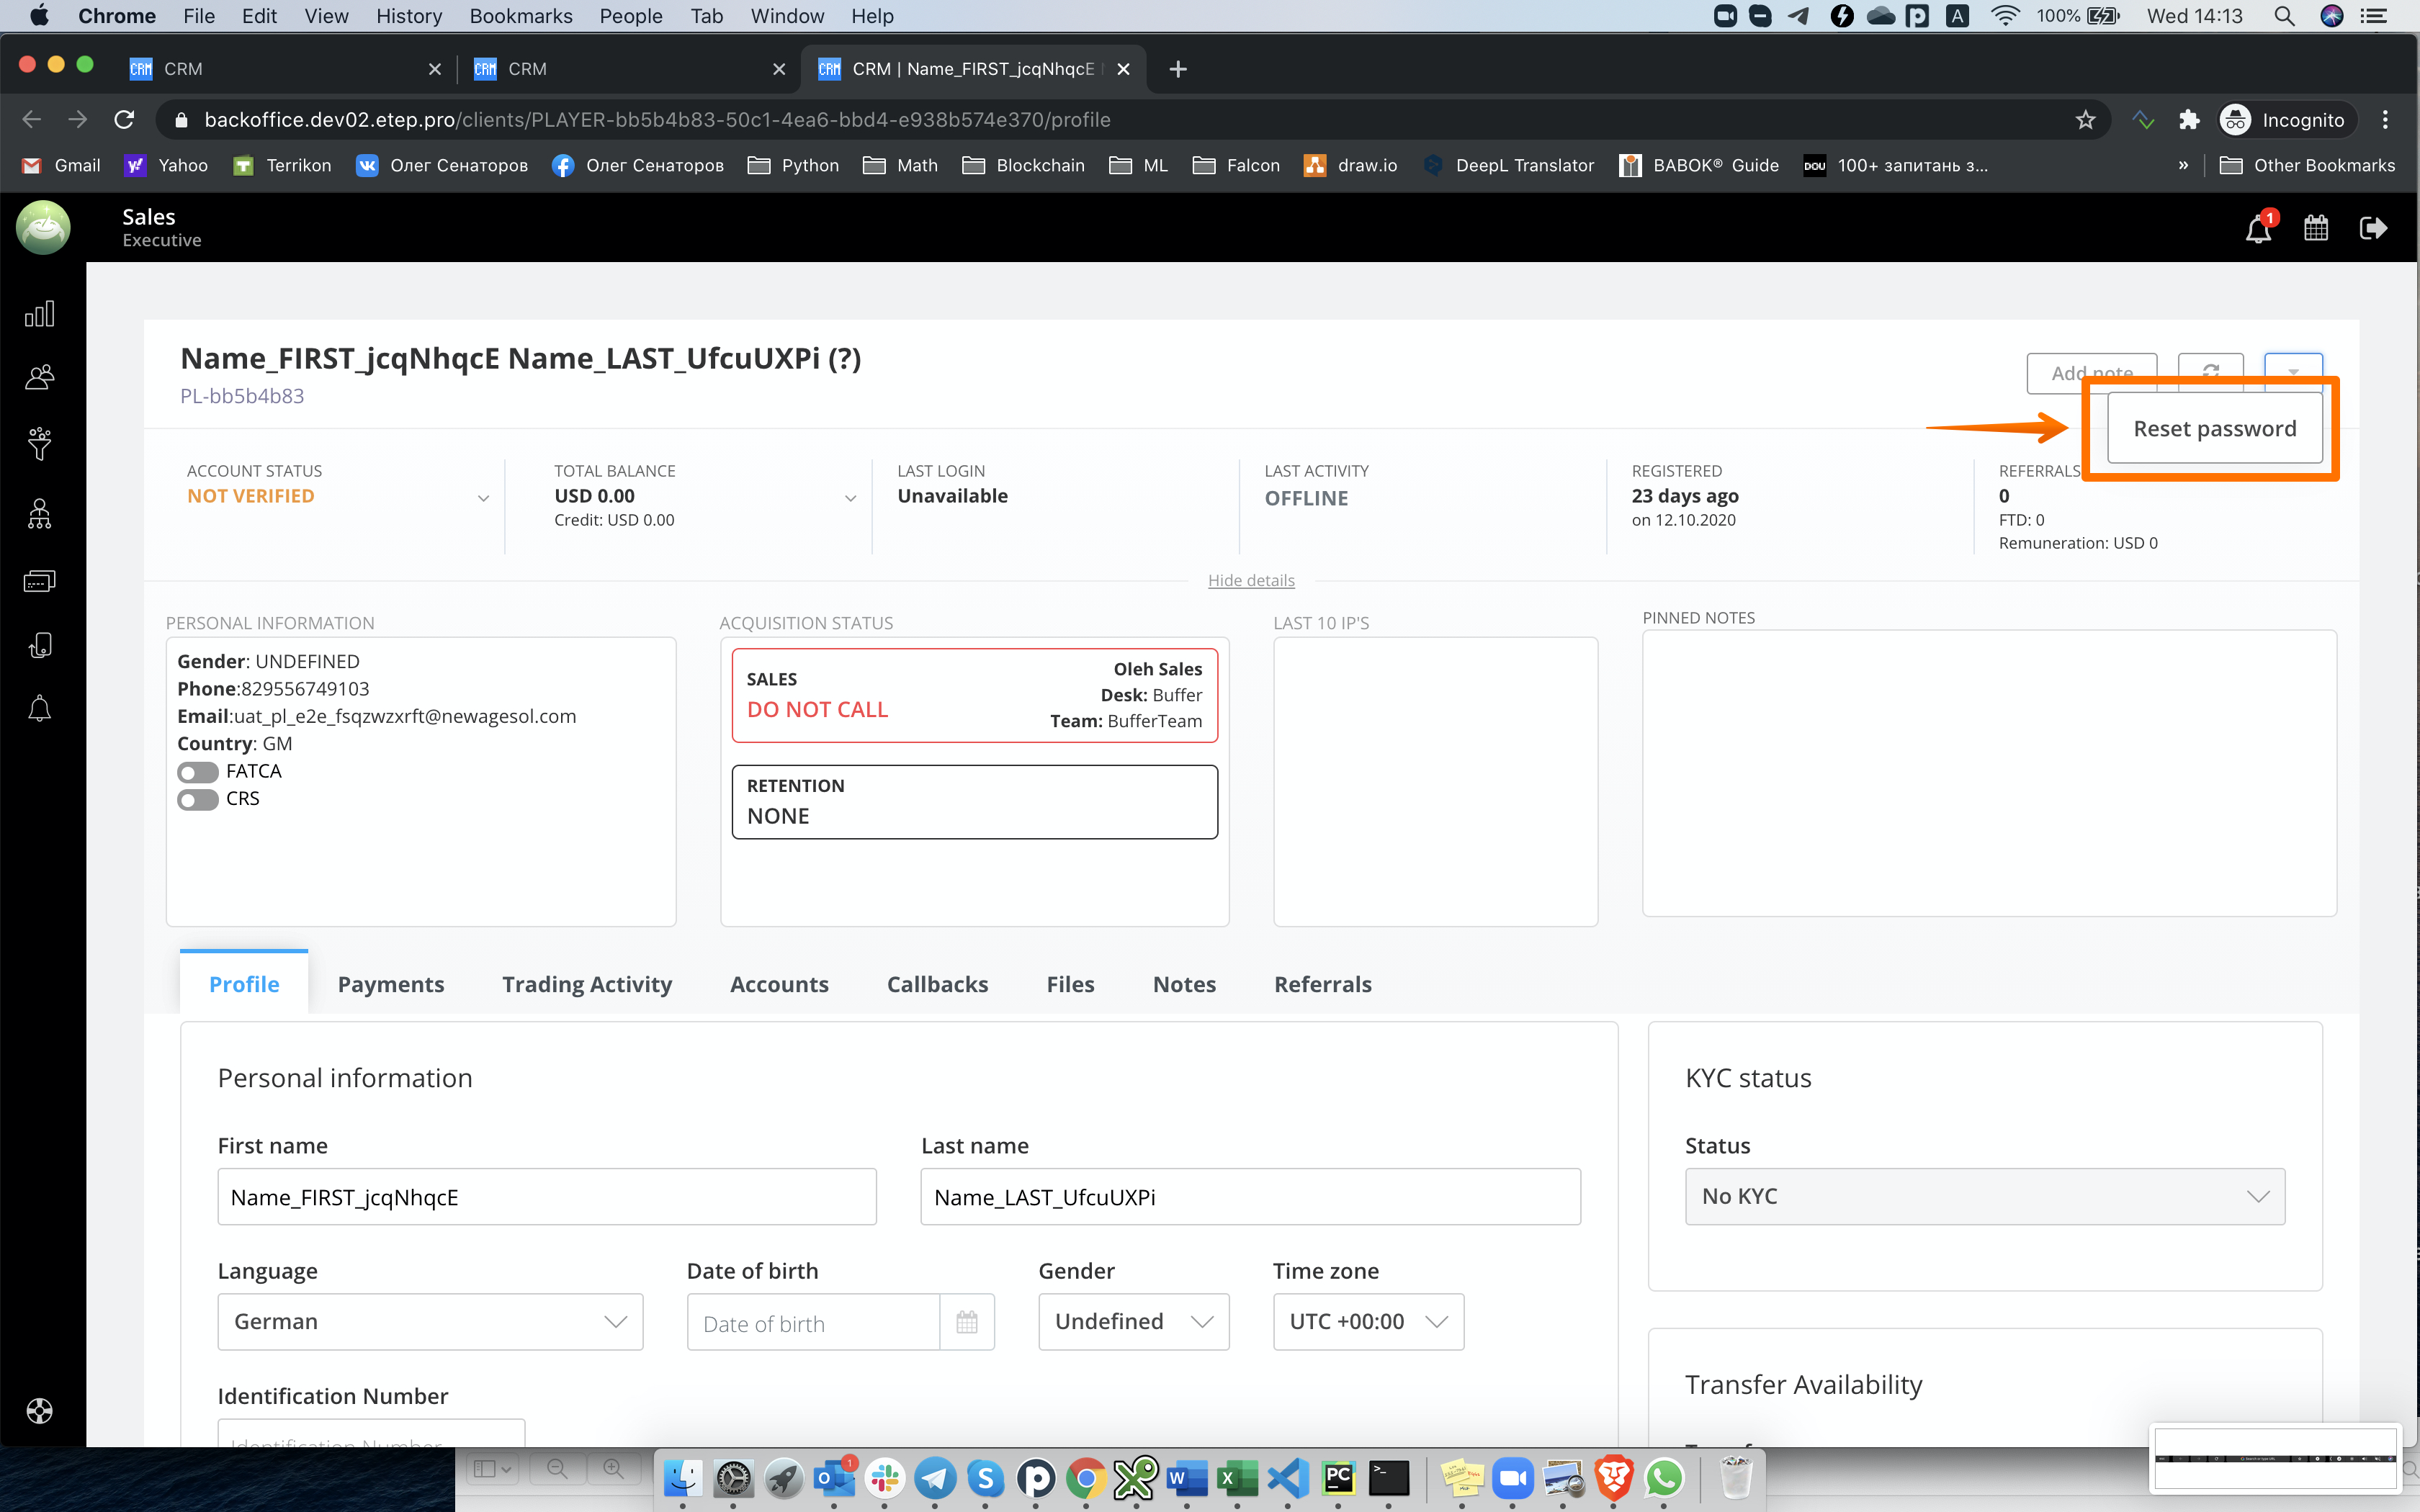 Chrome File Edit View History Bookmarks People Tab Window Help
A 100% Wed 14:13
CRM CRM
CRM CRM
CRM CRM | Name_FIRST_jcqNhqcE
backoffice.dev02.etep.pro/clients/PLAYER-bb5b4b83-50c1-4ea6-bbd4-e938b574e370/profile
Incognito
Gmail Yahoo Terrikon Олег Сенаторов Олег Сенаторов Python Math Blockchain ML Falcon draw.io DeepL Translator BABOK® Guide DOU 100+ запитань з... » Other Bookmarks
Sales
Executive
1
Name_FIRST_jcqNhqcE Name_LAST_UfcuUXPi (?)
PL-bb5b4b83
Add note
Reset password
ACCOUNT STATUS
NOT VERIFIED
TOTAL BALANCE
USD 0.00
Credit: USD 0.00
LAST LOGIN
Unavailable
LAST ACTIVITY
OFFLINE
REGISTERED
23 days ago
on 12.10.2020
REFERRALS
0
FTD: 0
Remuneration: USD 0
Hide details
PERSONAL INFORMATION
Gender: UNDEFINED
Phone:829556749103
Email:uat_pl_e2e_fsqzwzxrft@newagesol.com
Country: GM
FATCA
CRS
ACQUISITION STATUS
SALES
DO NOT CALL
Oleh Sales
Desk: Buffer
Team: BufferTeam
RETENTION
NONE
LAST 10 IP'S
PINNED NOTES
Profile Payments Trading Activity Accounts Callbacks Files Notes Referrals
Personal information
First name
Name_FIRST_jcqNhqcE
Last name
Name_LAST_UfcuUXPi
Language
German
Date of birth
Date of birth
Gender
Undefined
Time zone
UTC +00:00
Identification Number
Identification Number
KYC status
Status
No KYC
Transfer Availability
1
PC